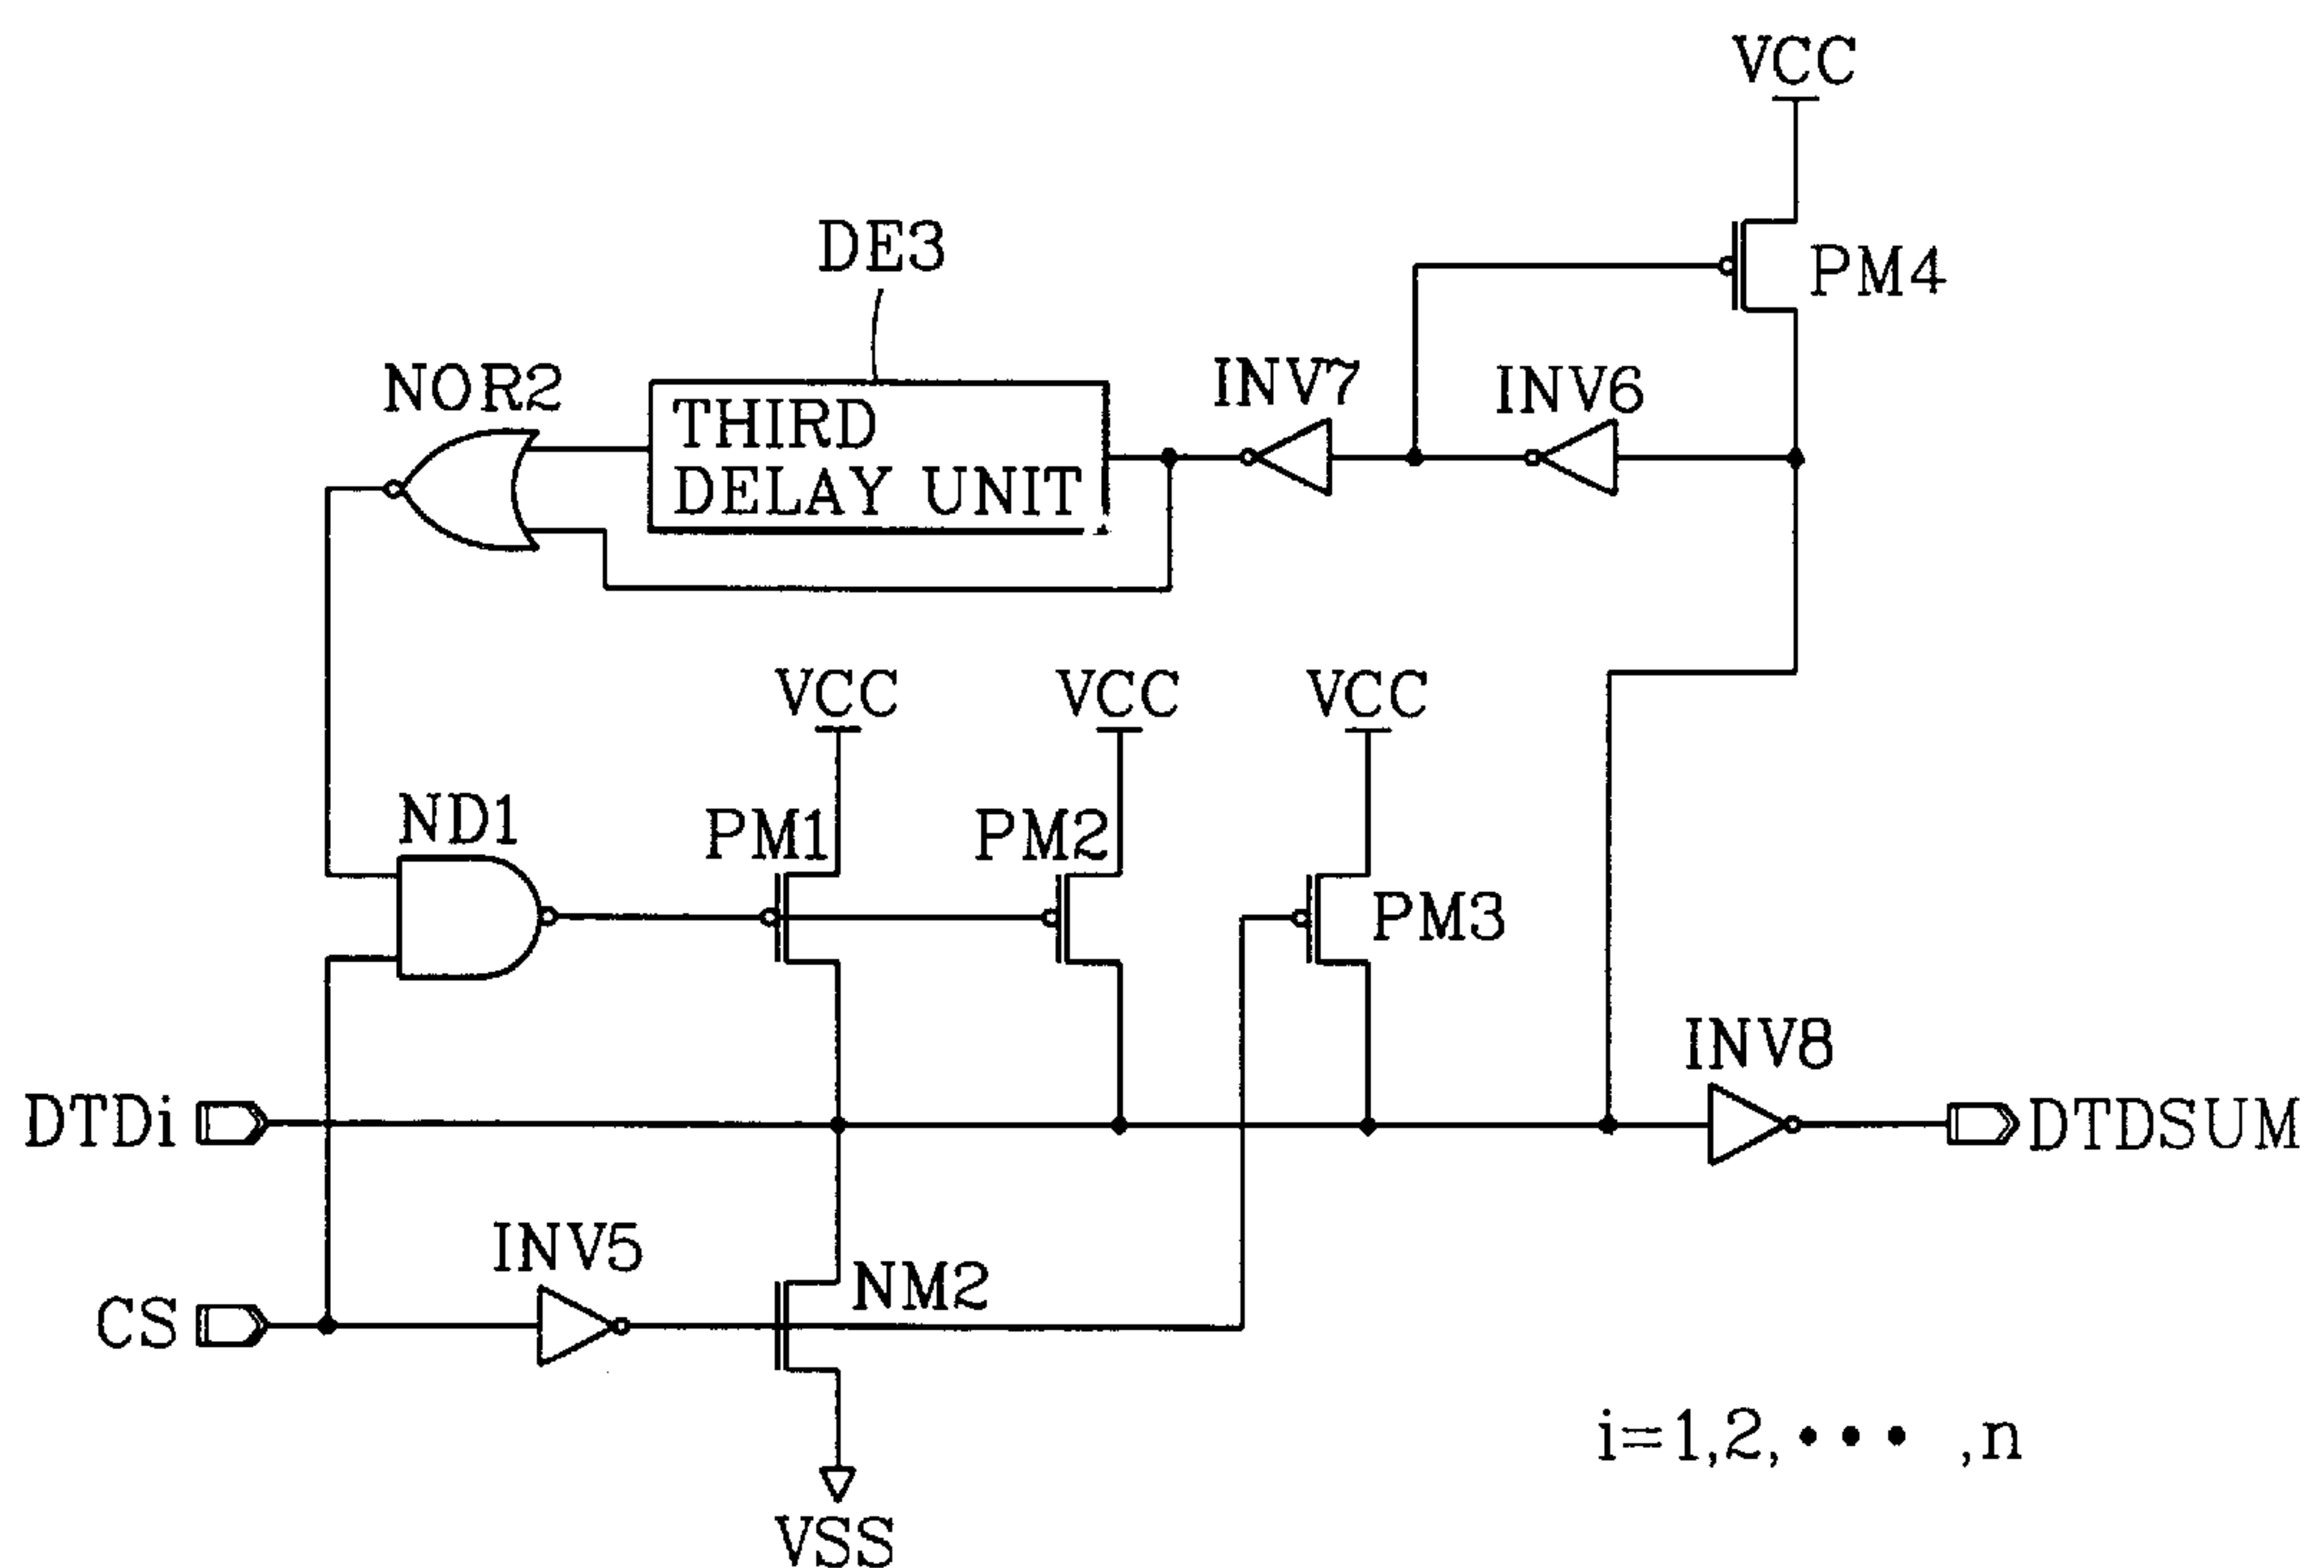 VCC
DE3
PM4
NOR2
THIRD
DELAY UNIT
INV7
INV6
VCC
VCC
VCC
ND1
PM1
PM2
PM3
INV8
DTDi
DTDSUM
INV5
NM2
CS
i=1,2,••• ,n
VSS